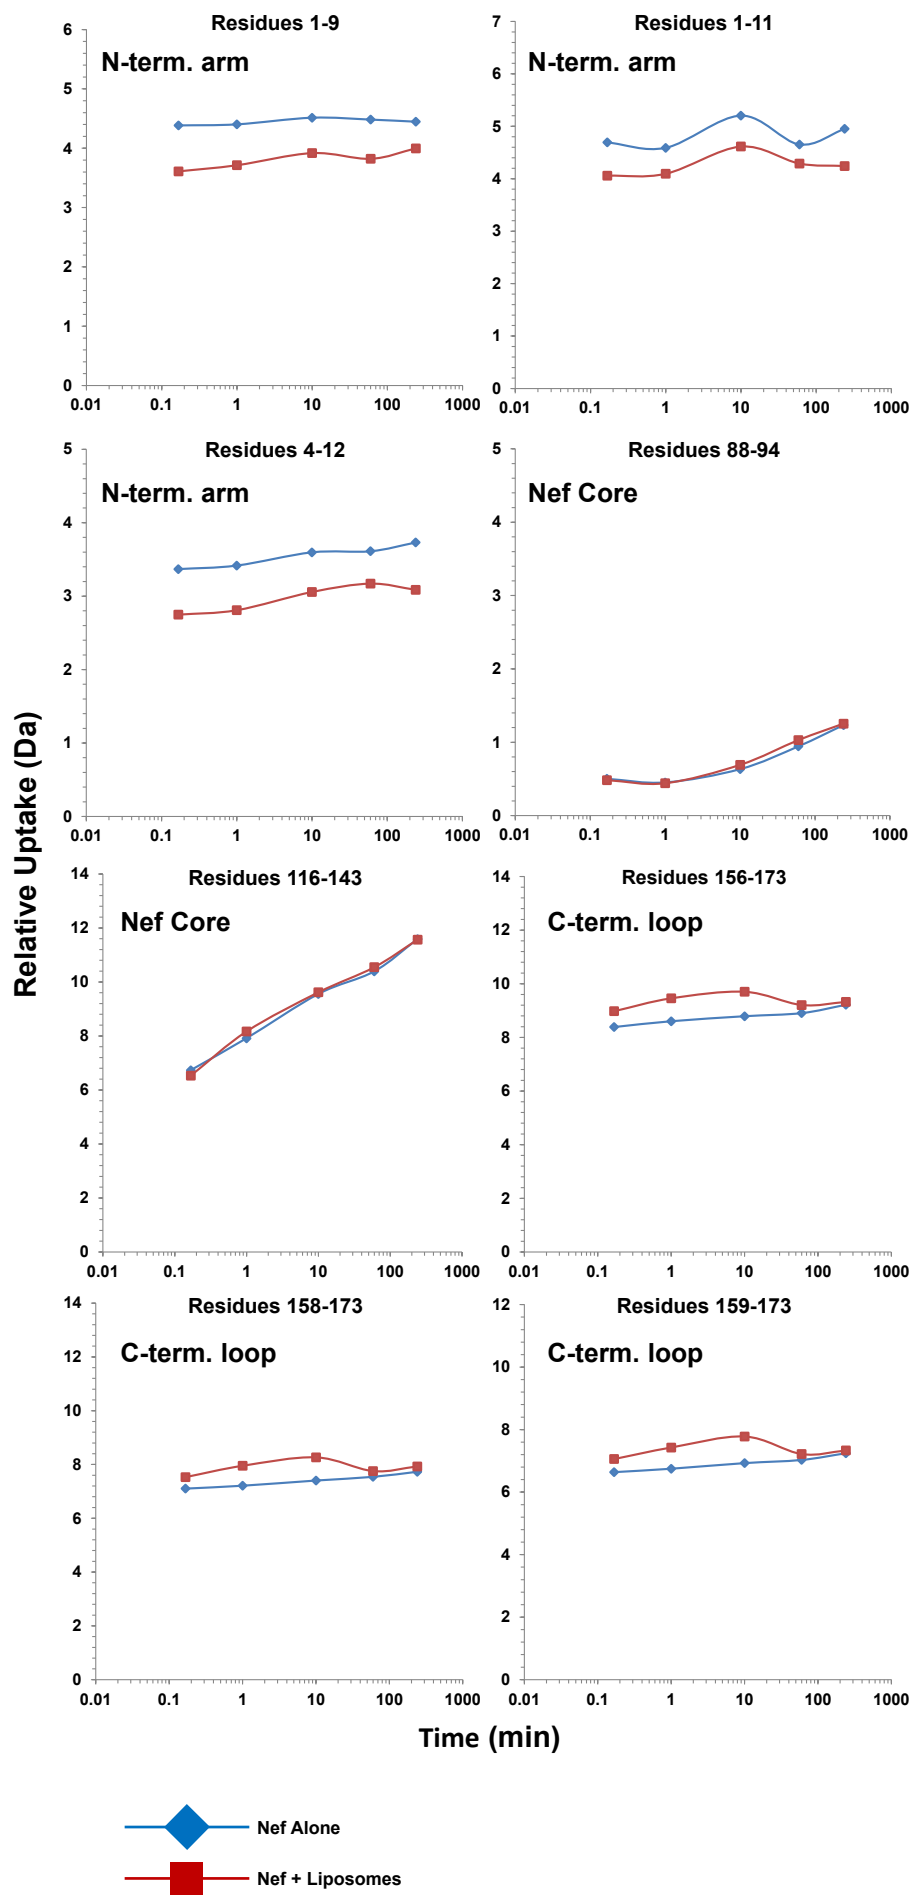 Residues 1-9
N-term. arm
6
5
4
3
2
1
0
0.01 0.1 1 10 100 1000
Residues 1-11
N-term. arm
7
6
5
4
3
2
1
0
0.01 0.1 1 10 100 1000
Residues 4-12
N-term. arm
5
4
3
2
1
0
0.01 0.1 1 10 100 1000
Residues 88-94
Nef Core
5
4
3
2
1
0
0.01 0.1 1 10 100 1000
Relative Uptake (Da)
Residues 116-143
Nef Core
14
12
10
8
6
4
2
0
0.01 0.1 1 10 100 1000
Residues 156-173
C-term. loop
14
12
10
8
6
4
2
0
0.01 0.1 1 10 100 1000
Residues 158-173
C-term. loop
14
12
10
8
6
4
2
0
0.01 0.1 1 10 100 1000
Residues 159-173
C-term. loop
12
10
8
6
4
2
0
0.01 0.1 1 10 100 1000
Time (min)
Nef Alone
Nef + Liposomes